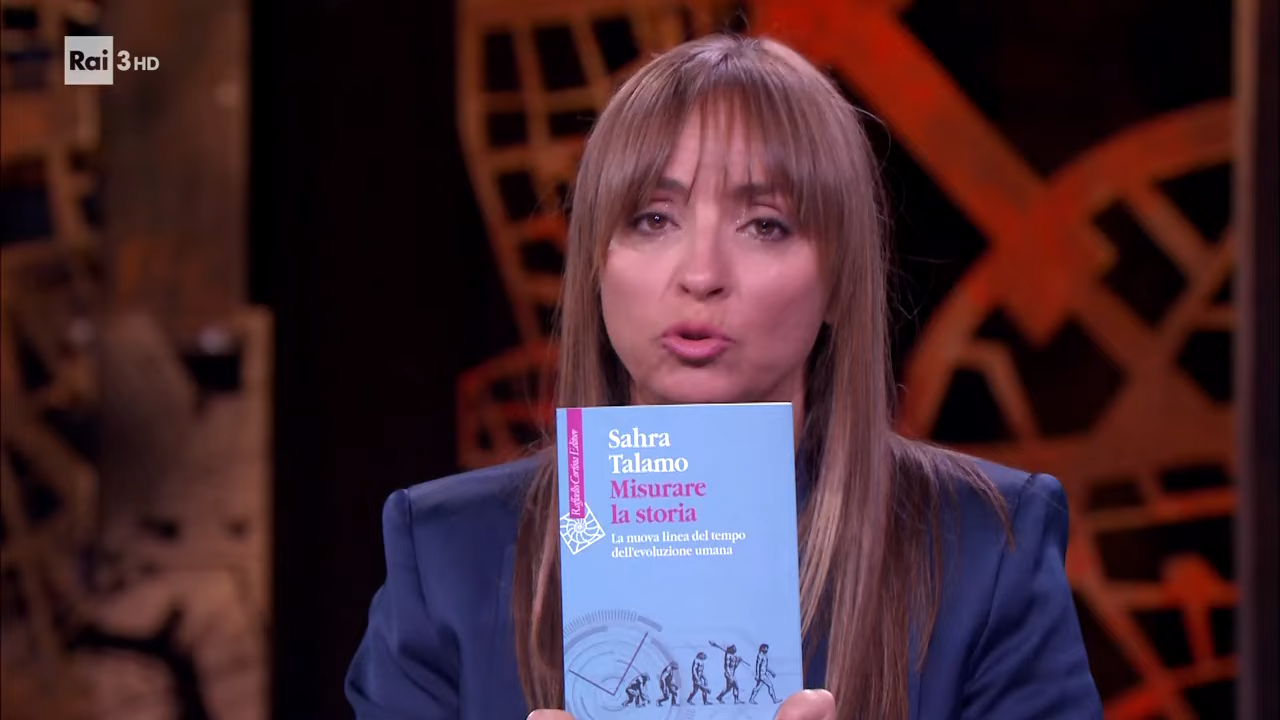 Rai 3HD
Raffaello Cortina Editore
Sahra
Talamo
Misurare
la storia
La nuova linea del tempo
dell'evoluzione umana